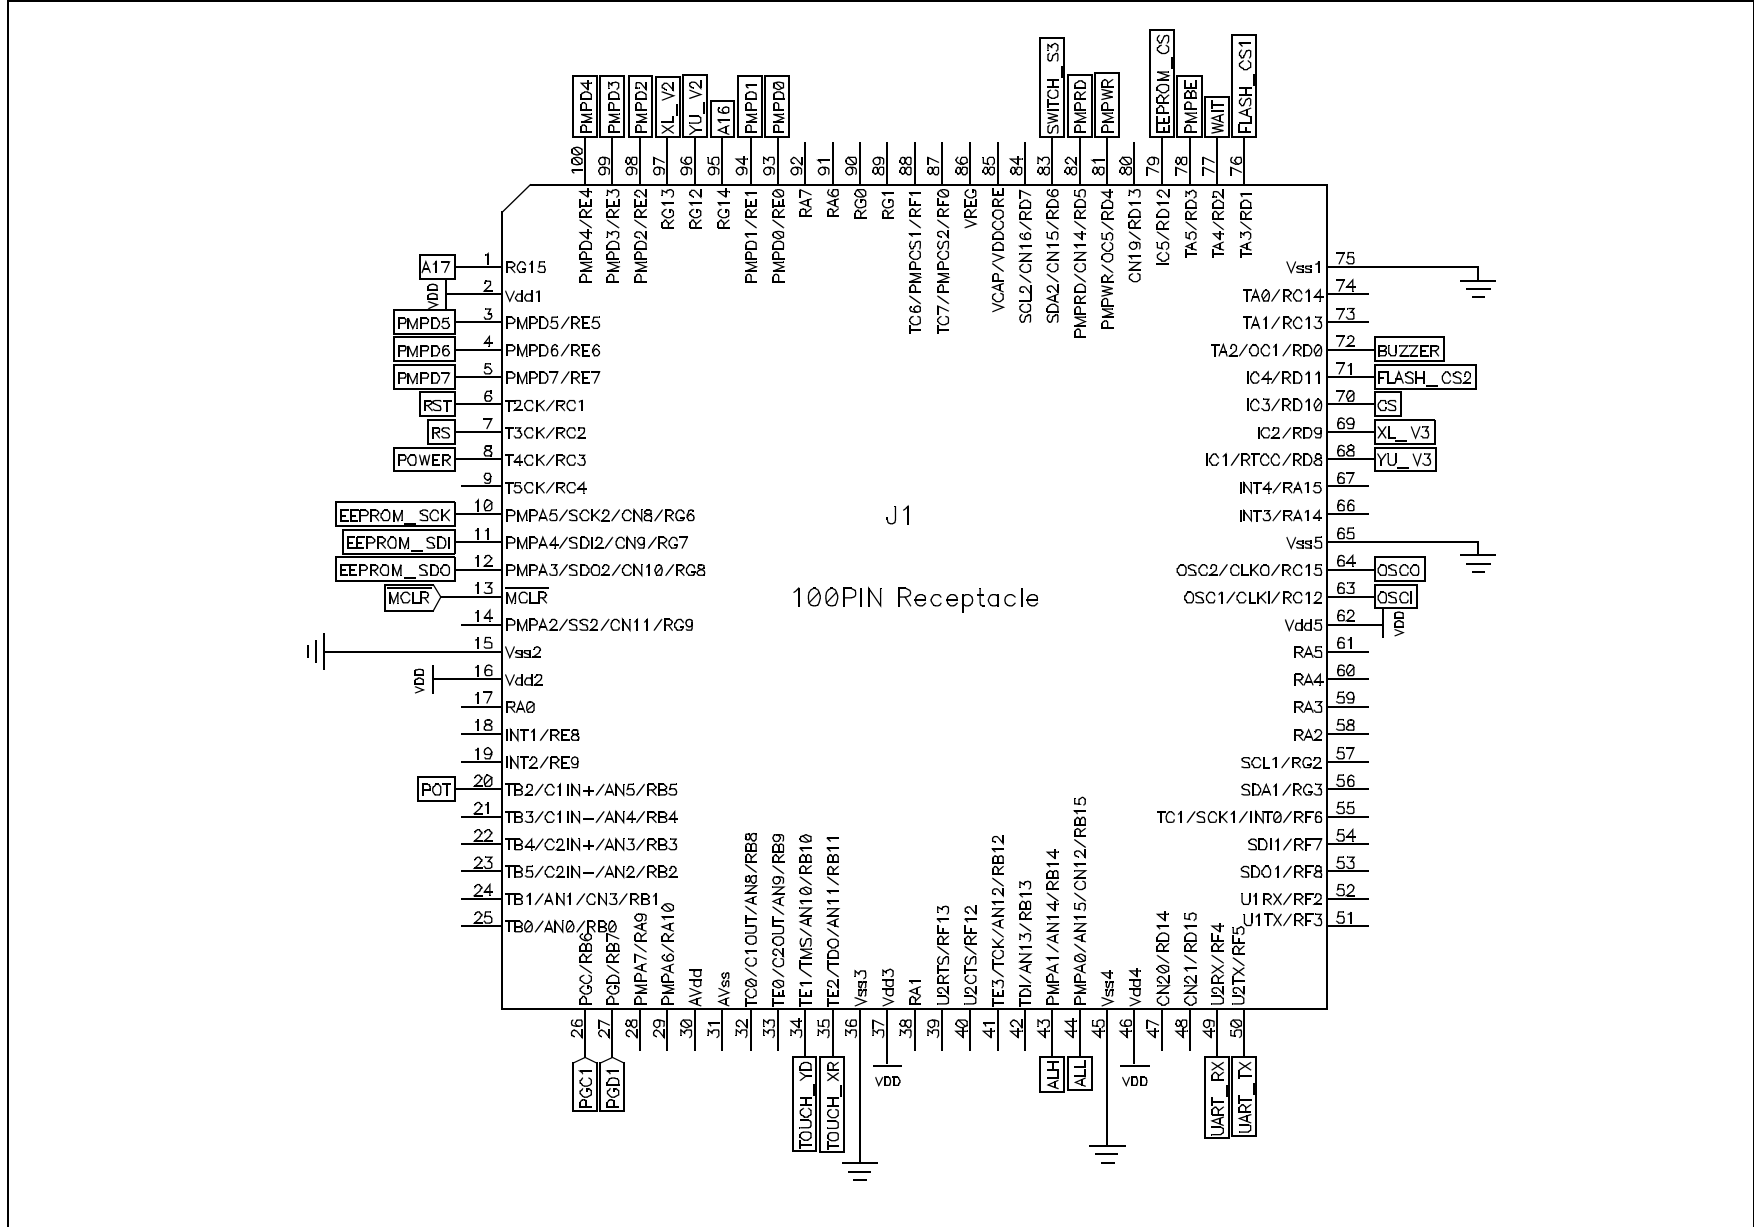 PMPD4
PMPD3
PMPD2
XL_V2
YU_V2
A16
PMPD1
PMPD0
SWITCH_S3
PMPRD
PMPWR
EEPROM_CS
PMPBE
WAIT
FLASH_CS1
100
99
98
97
96
95
94
93
92
91
90
89
88
87
86
85
84
83
82
81
80
79
78
77
76
PMPD4/RE4
PMPD3/RE3
PMPD2/RE2
RG13
RG12
RG14
PMPD1/RE1
PMPD0/RE0
RA7
RA6
RG0
RG1
TC6/PMPCS1/RF1
TC7/PMPCS2/RF0
VREG
VCAP/VDDCORE
SCL2/CN16/RD7
SDA2/CN15/RD6
PMPRD/CN14/RD5
PMPWR/OC5/RD4
CN19/RD13
IC5/RD12
TA5/RD3
TA4/RD2
TA3/RD1
A17 1 RG15
VDD 2 Vdd1
PMPD5 3 PMPD5/RE5
PMPD6 4 PMPD6/RE6
PMPD7 5 PMPD7/RE7
RST 6 T2CK/RC1
RS 7 T3CK/RC2
POWER 8 T4CK/RC3
9 T5CK/RC4
EEPROM_SCK 10 PMPA5/SCK2/CN8/RG6
EEPROM_SDI 11 PMPA4/SDI2/CN9/RG7
EEPROM_SDO 12 PMPA3/SDO2/CN10/RG8
MCLR 13 MCLR
14 PMPA2/SS2/CN11/RG9
15 Vss2
VDD 16 Vdd2
17 RA0
18 INT1/RE8
19 INT2/RE9
POT 20 TB2/C1IN+/AN5/RB5
21 TB3/C1IN-/AN4/RB4
22 TB4/C2IN+/AN3/RB3
23 TB5/C2IN-/AN2/RB2
24 TB1/AN1/CN3/RB1
25 TB0/AN0/RB0
J1
100PIN Receptacle
Vss1 75
TA0/RC14 74
TA1/RC13 73
TA2/OC1/RD0 72 BUZZER
IC4/RD11 71 FLASH_CS2
IC3/RD10 70 CS
IC2/RD9 69 XL_V3
IC1/RTCC/RD8 68 YU_V3
INT4/RA15 67
INT3/RA14 66
Vss5 65
OSC2/CLKO/RC15 64 OSCO
OSC1/CLKI/RC12 63 OSCI
Vdd5 62 VDD
RA5 61
RA4 60
RA3 59
RA2 58
SCL1/RG2 57
SDA1/RG3 56
TC1/SCK1/INT0/RF6 55
SDI1/RF7 54
SDO1/RF8 53
U1RX/RF2 52
U1TX/RF3 51
PGC/RB6
PGD/RB7
PMPA7/RA9
PMPA6/RA10
AVdd
AVss
TC0/C1OUT/AN8/RB8
TE0/C2OUT/AN9/RB9
TE1/TMS/AN10/RB10
TE2/TDO/AN11/RB11
Vss3
Vdd3
RA1
U2RTS/RF13
U2CTS/RF12
TE3/TCK/AN12/RB12
TDI/AN13/RB13
PMPA1/AN14/RB14
PMPA0/AN15/CN12/RB15
Vss4
Vdd4
CN20/RD14
CN21/RD15
U2RX/RF4
U2TX/RF5
26
27
28
29
30
31
32
33
34
35
36
37
38
39
40
41
42
43
44
45
46
47
48
49
50
PGC1
PGD1
TOUCH_YD
TOUCH_XR
VDD
ALH
ALL
VDD
UART_RX
UART_TX